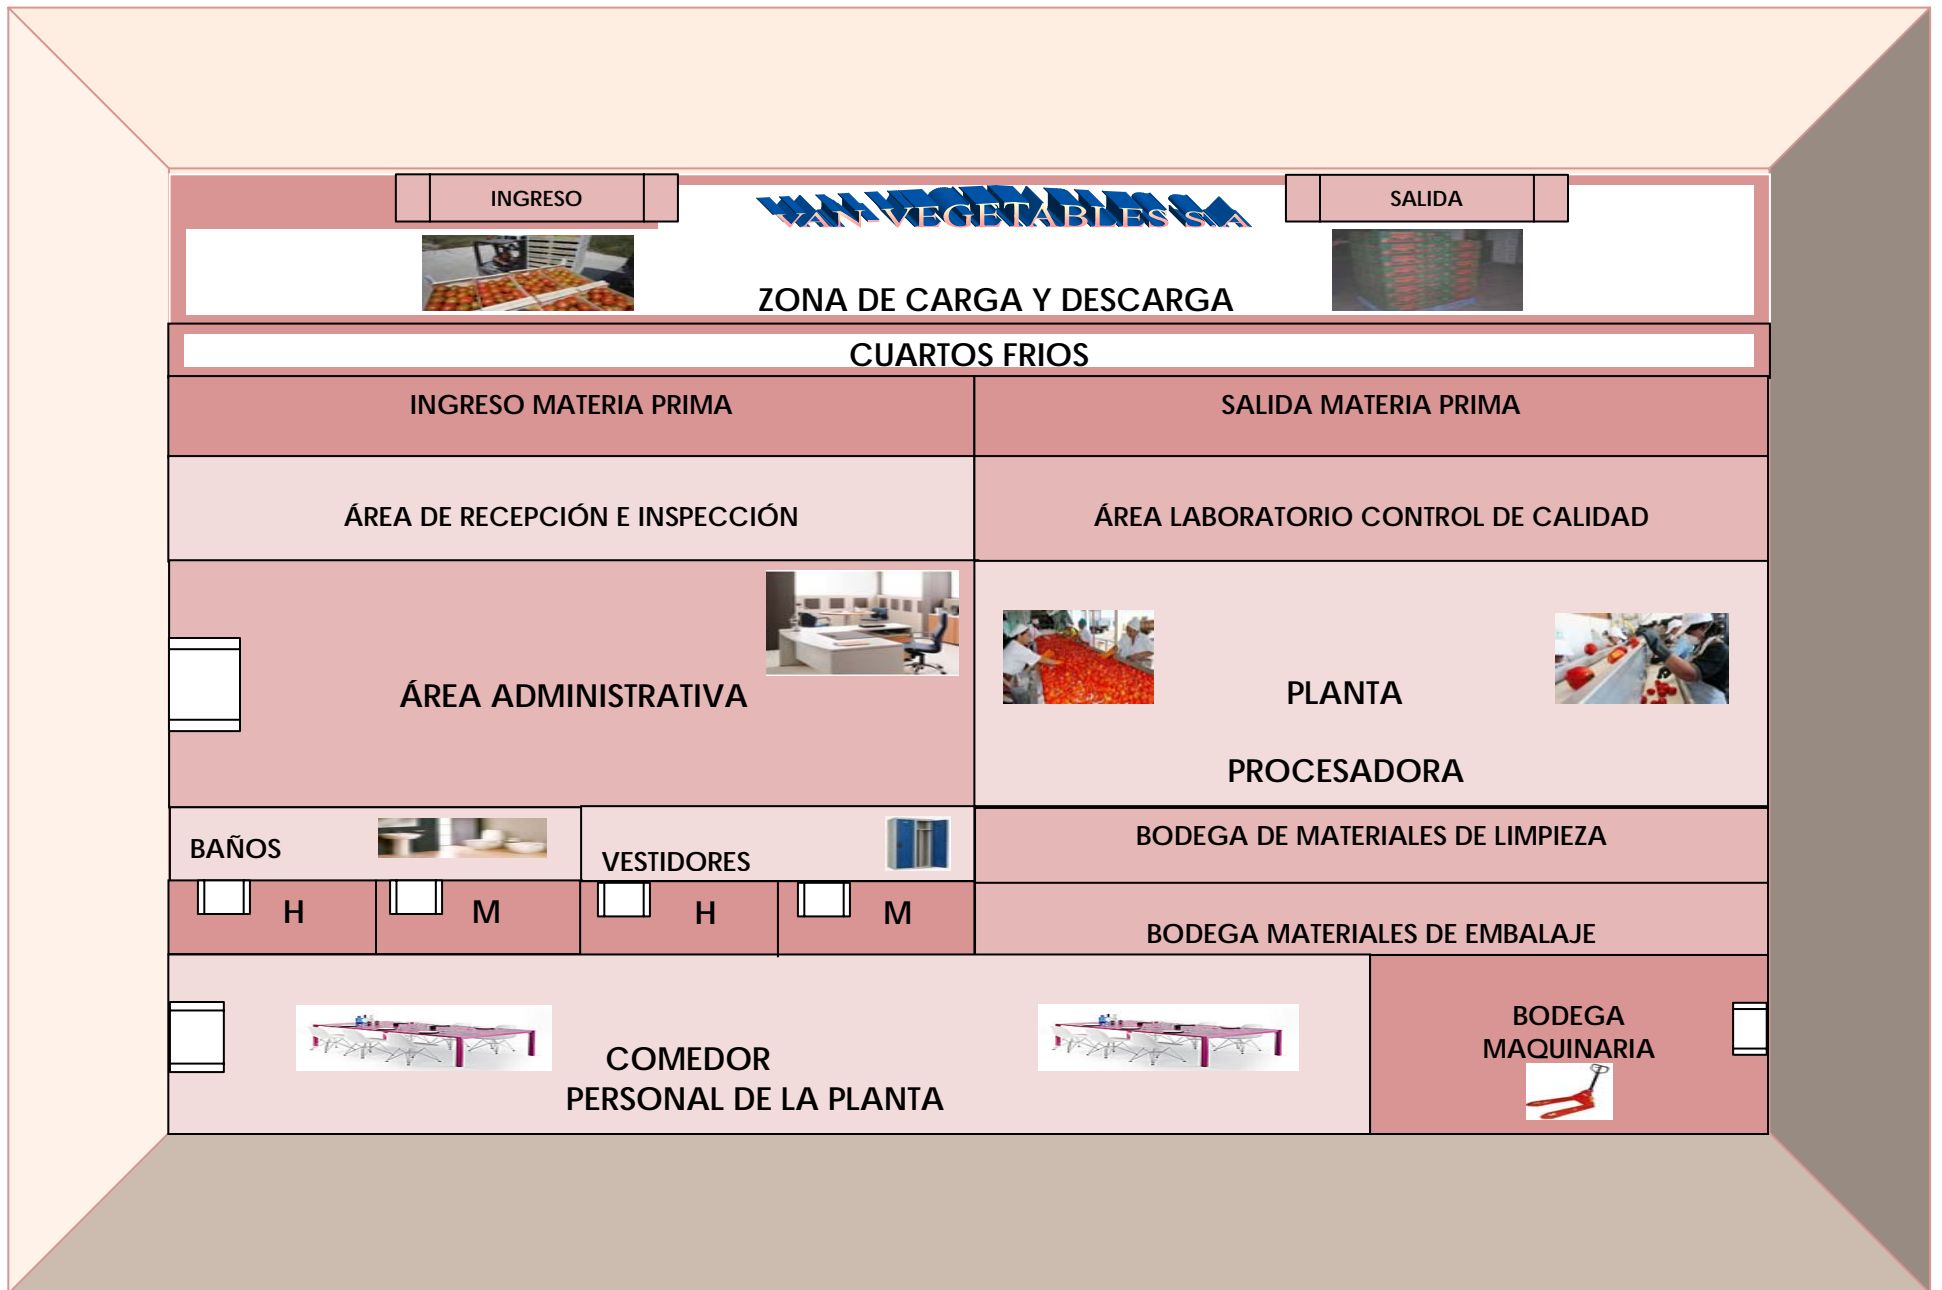 INGRESO
VAN-VEGETABLES S.A
SALIDA
ZONA DE CARGA Y DESCARGA
CUARTOS FRIOS
INGRESO MATERIA PRIMA
SALIDA MATERIA PRIMA
ÁREA DE RECEPCIÓN E INSPECCIÓN
ÁREA LABORATORIO CONTROL DE CALIDAD
ÁREA ADMINISTRATIVA
PLANTA
PROCESADORA
BAÑOS
VESTIDORES
BODEGA DE MATERIALES DE LIMPIEZA
H
M
H
M
BODEGA MATERIALES DE EMBALAJE
COMEDOR
PERSONAL DE LA PLANTA
BODEGA
MAQUINARIA